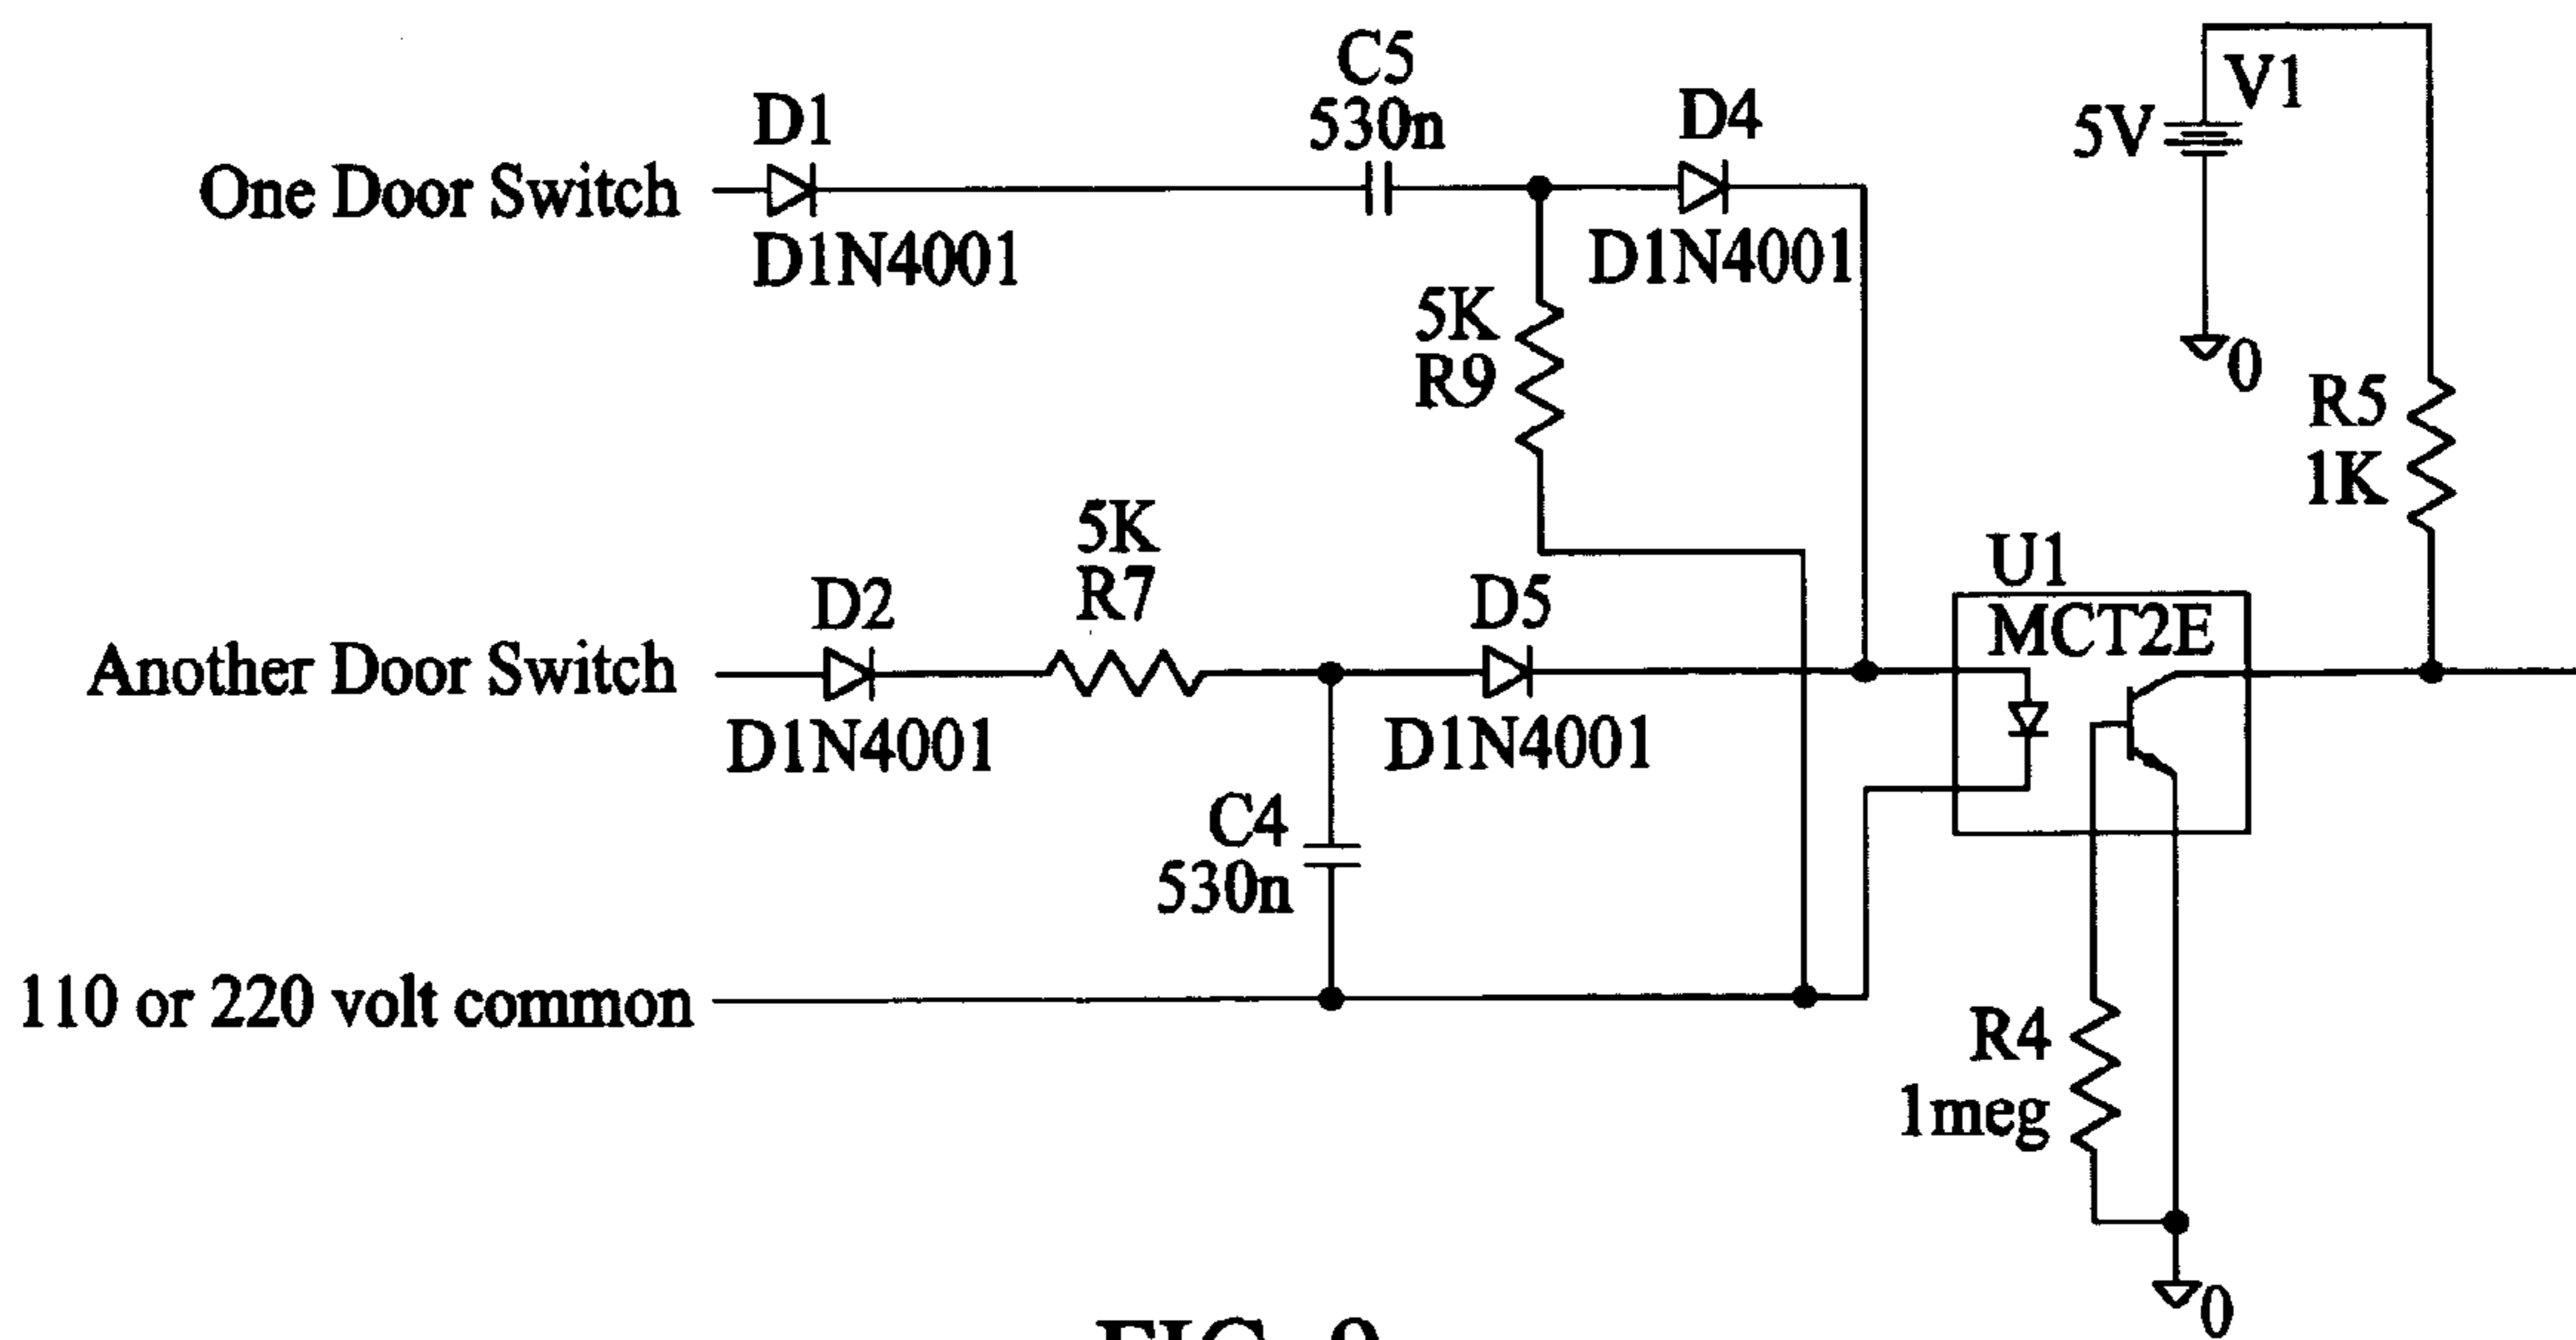 C5
530n
D1
One Door Switch
D1N4001
D4
D1N4001
V1
5V
0
5K
R9
R5
1K
5K
R7
D2
Another Door Switch
D1N4001
D5
D1N4001
U1
MCT2E
C4
530n
110 or 220 volt common
R4
1meg
0